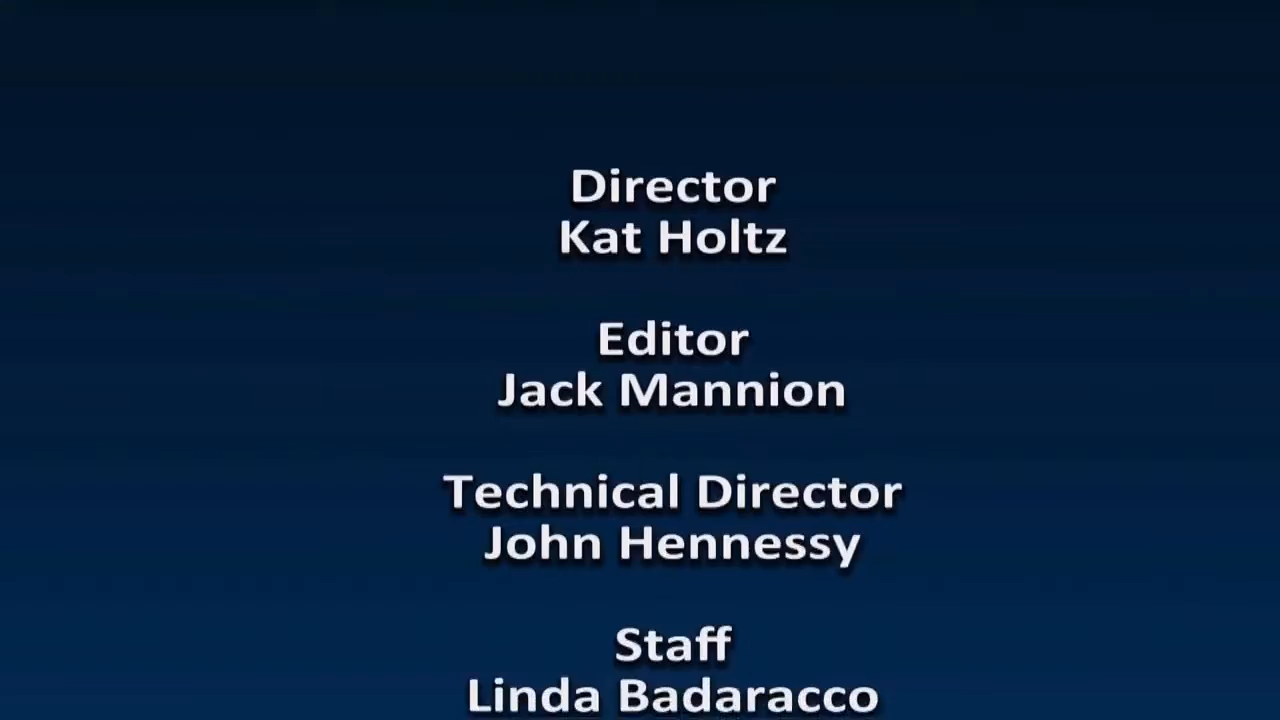 Director
Kat Holtz
Editor
Jack Mannion
Technical Director
John Hennessy
Staff
Linda Badaracco